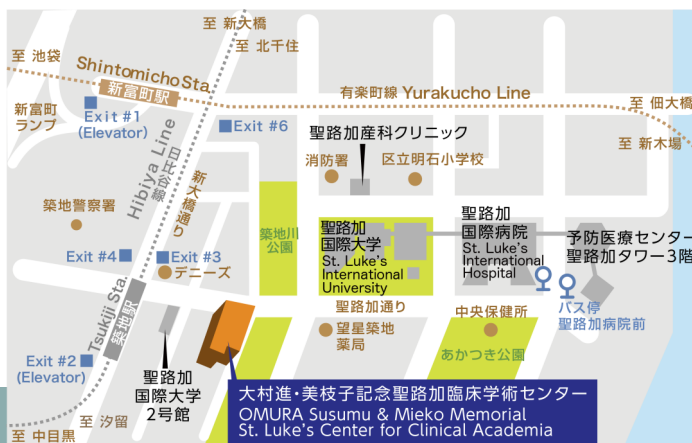 至 新大橋
至 北千住
至 池袋
Shintomicho Sta.
新富町駅
有楽町線 Yurakucho Line
至 佃大橋
至 新木場
新富町
ランプ
Exit #1
(Elevator)
Exit #6
Hibiya Line
日比谷線
新大橋通り
聖路加産科クリニック
消防署
区立明石小学校
築地警察署
築地川
公園
聖路加
国際大学
St. Luke's
International
University
聖路加
国際病院
St. Luke's
International
Hospital
予防医療センター
聖路加タワー3階
Exit #4
Exit #3
デニーズ
バス停
聖路加病院前
聖路加通り
Tsukiji Sta.
築地駅
望星築地
薬局
中央保健所
あかつき公園
Exit #2
(Elevator)
聖路加
国際大学
2号館
至 汐留
至 中目黒
大村進・美枝子記念聖路加臨床学術センター
OMURA Susumu & Mieko Memorial
St. Luke's Center for Clinical Academia